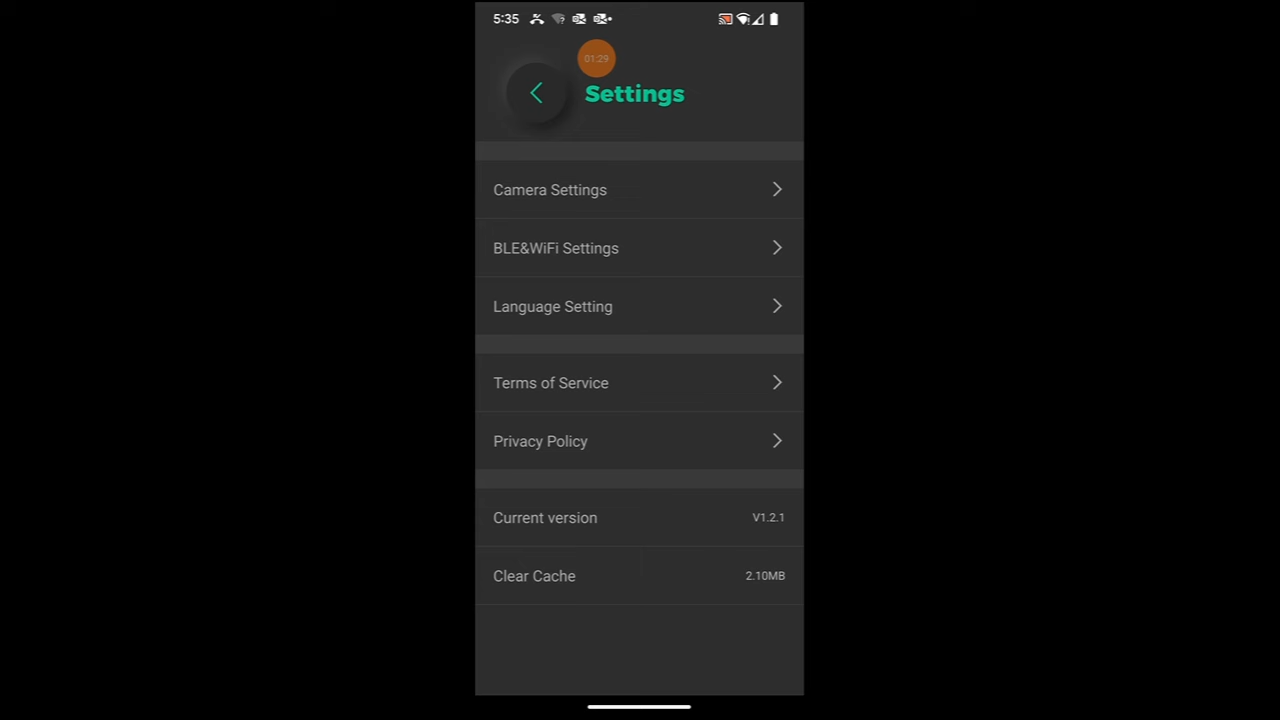 5:35
01:29
Settings
Camera Settings
BLE&WiFi Settings
Language Setting
Terms of Service
Privacy Policy
Current version V1.2.1
Clear Cache 2.10MB